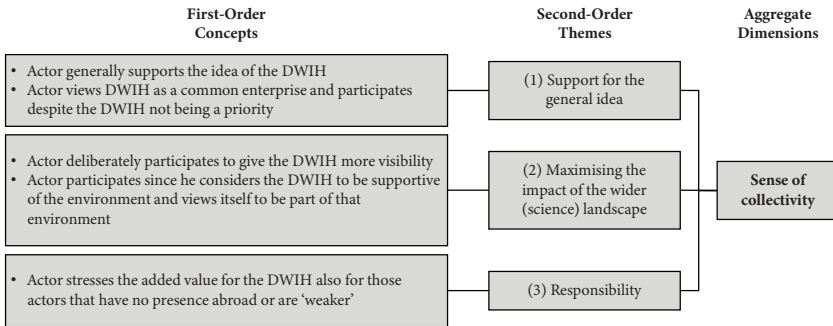 First-Order
Concepts
Second-Order
Themes
Aggregate
Dimensions
• Actor generally supports the idea of the DWIH
• Actor views DWIH as a common enterprise and participates
despite the DWIH not being a priority
(1) Support for the
general idea
• Actor deliberately participates to give the DWIH more visibility
• Actor participates since he considers the DWIH to be supportive
of the environment and views itself to be part of that
environment
(2) Maximising the
impact of the wider
(science) landscape
Sense of
collectivity
• Actor stresses the added value for the DWIH also for those
actors that have no presence abroad or are ‘weaker’
(3) Responsibility